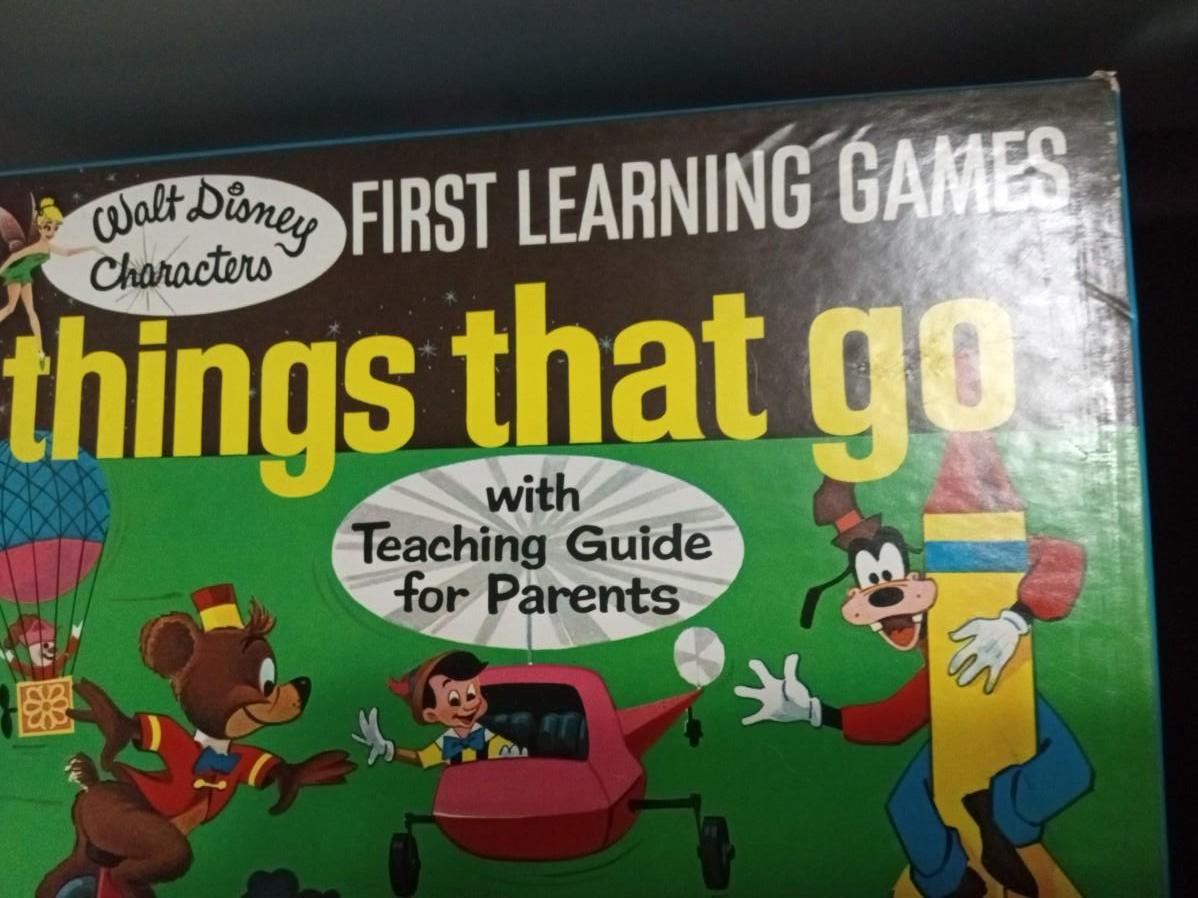 Walt Disney
Characters
FIRST LEARNING GAMES
things that go
with
Teaching Guide
for Parents